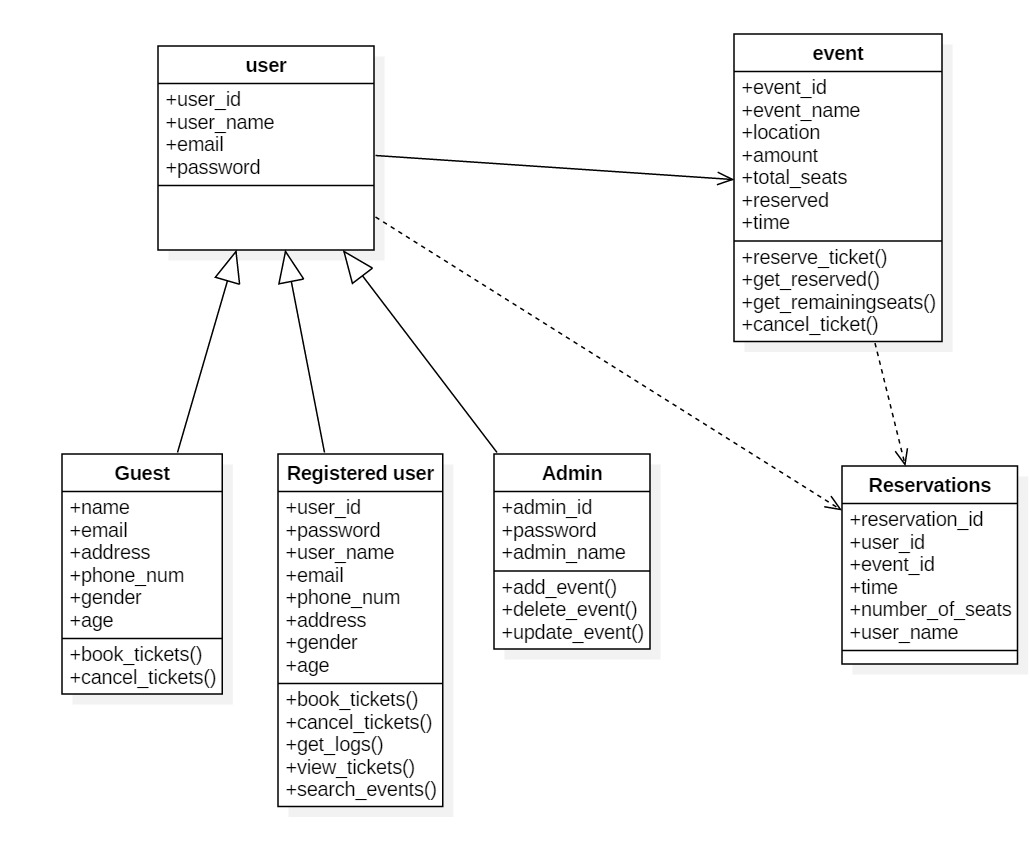 user
+user_id
+user_name
+email
+password
event
+event_id
+event_name
+location
+amount
+total_seats
+reserved
+time
+reserve_ticket()
+get_reserved()
+get_remainingseats()
+cancel_ticket()
Guest
+name
+email
+address
+phone_num
+gender
+age
+book_tickets()
+cancel_tickets()
Registered user
+user_id
+password
+user_name
+email
+phone_num
+address
+gender
+age
+book_tickets()
+cancel_tickets()
+get_logs()
+view_tickets()
+search_events()
Admin
+admin_id
+password
+admin_name
+add_event()
+delete_event()
+update_event()
Reservations
+reservation_id
+user_id
+event_id
+time
+number_of_seats
+user_name